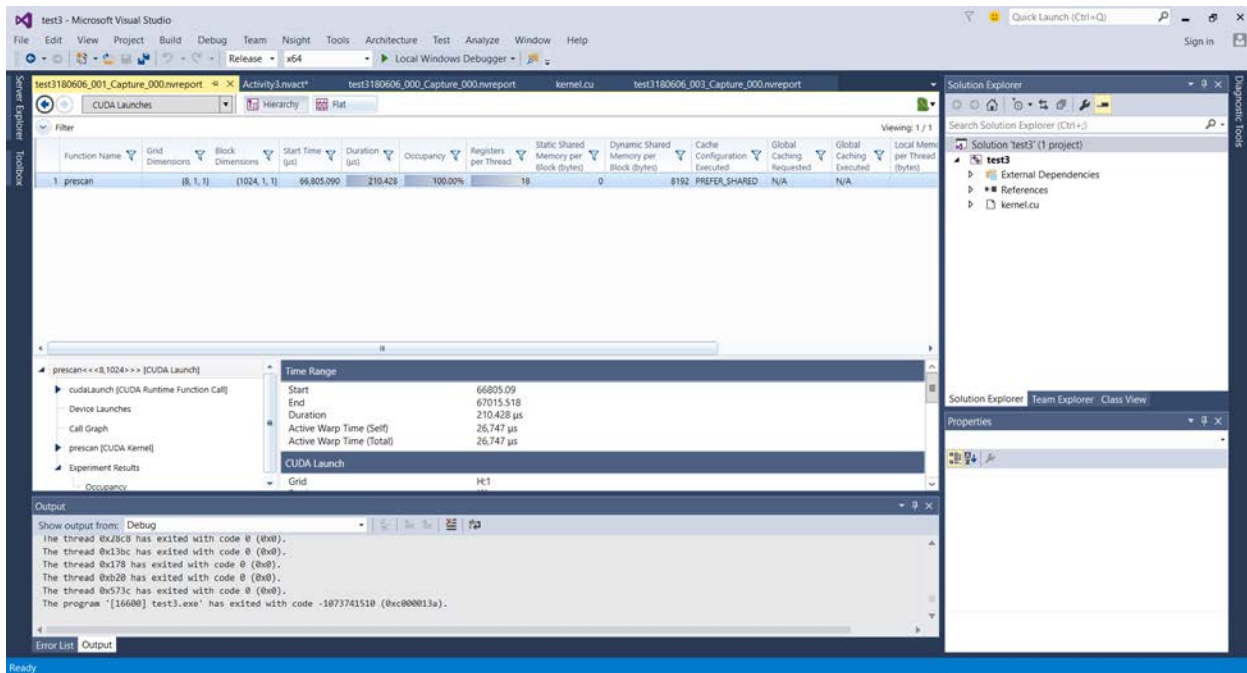 test3 - Microsoft Visual Studio
Quick Launch (Ctrl+Q)
File Edit View Project Build Debug Team Nsight Tools Architecture Test Analyze Window Help
Sign in
Release x64 Local Windows Debugger
Server Explorer
Toolbox
test3180606_001_Capture_000.nvreport Activity3.nvact* test3180606_000_Capture_000.nvreport kernel.cu test3180606_003_Capture_000.nvreport
CUDA Launches Hierarchy Flat
Filter Viewing: 1 / 1
Function Name Grid Dimensions Block Dimensions Start Time (μs) Duration (μs) Occupancy Registers per Thread Static Shared Memory per Block (bytes) Dynamic Shared Memory per Block (bytes) Cache Configuration Executed Global Caching Requested Global Caching Executed Local Memo per Thread (bytes)
1 prescan {8, 1, 1} {1024, 1, 1} 66,805.090 210.428 100.00% 18 0 8192 PREFER_SHARED N/A N/A
prescan<<<8,1024>>> [CUDA Launch]
cudaLaunch [CUDA Runtime Function Call]
Device Launches
Call Graph
prescan [CUDA Kernel]
Experiment Results
Occupancy
Time Range
Start 66805.09
End 67015.518
Duration 210.428 μs
Active Warp Time (Self) 26,747 μs
Active Warp Time (Total) 26,747 μs
CUDA Launch
Grid H:1
Output
Show output from: Debug
The thread 0x28c8 has exited with code 0 (0x0).
The thread 0x13bc has exited with code 0 (0x0).
The thread 0x178 has exited with code 0 (0x0).
The thread 0xb20 has exited with code 0 (0x0).
The thread 0x573c has exited with code 0 (0x0).
The program '[16600] test3.exe' has exited with code -1073741510 (0xc000013a).
Error List Output
Ready
Solution Explorer
Search Solution Explorer (Ctrl+;)
Solution 'test3' (1 project)
test3
External Dependencies
References
kernel.cu
Solution Explorer Team Explorer Class View
Properties
Diagnostic Tools